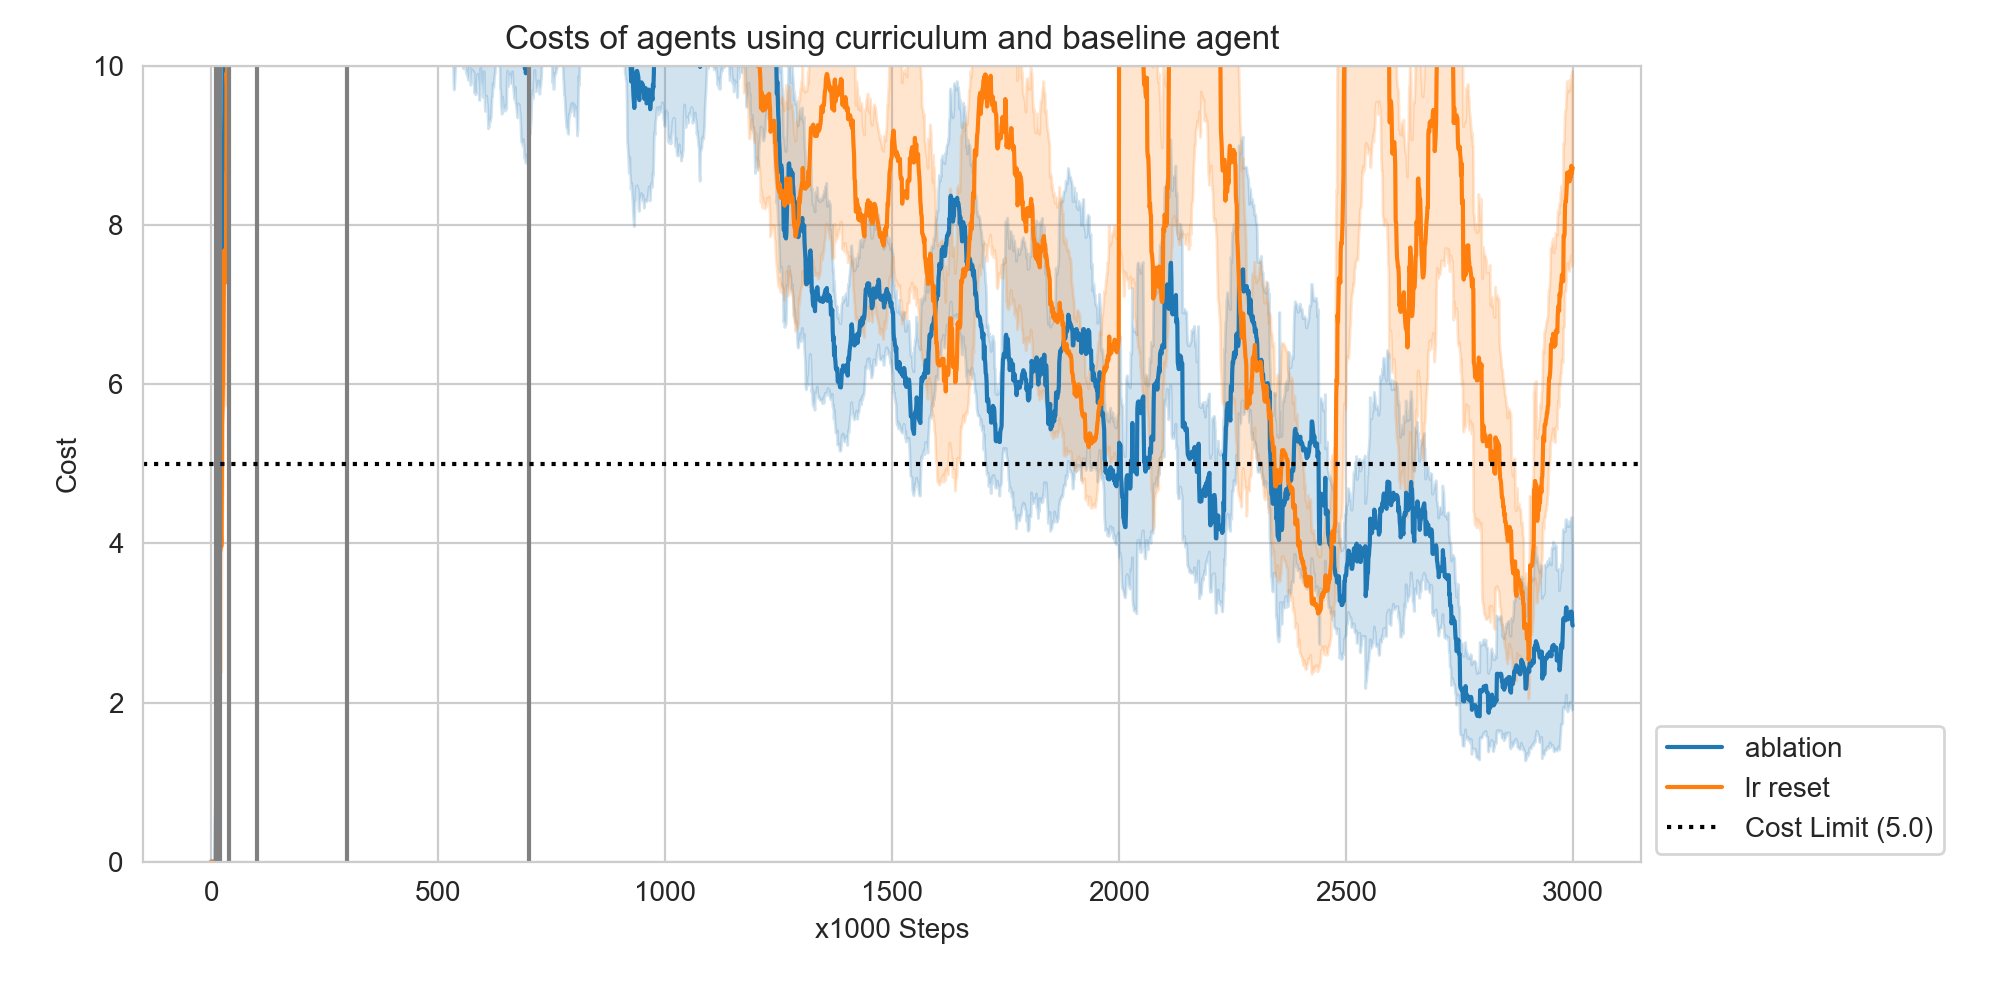 Costs of agents using curriculum and baseline agent
10
8
6
4
2
0
Cost
0 500 1000 1500 2000 2500 3000
x1000 Steps
ablation
lr reset
Cost Limit (5.0)